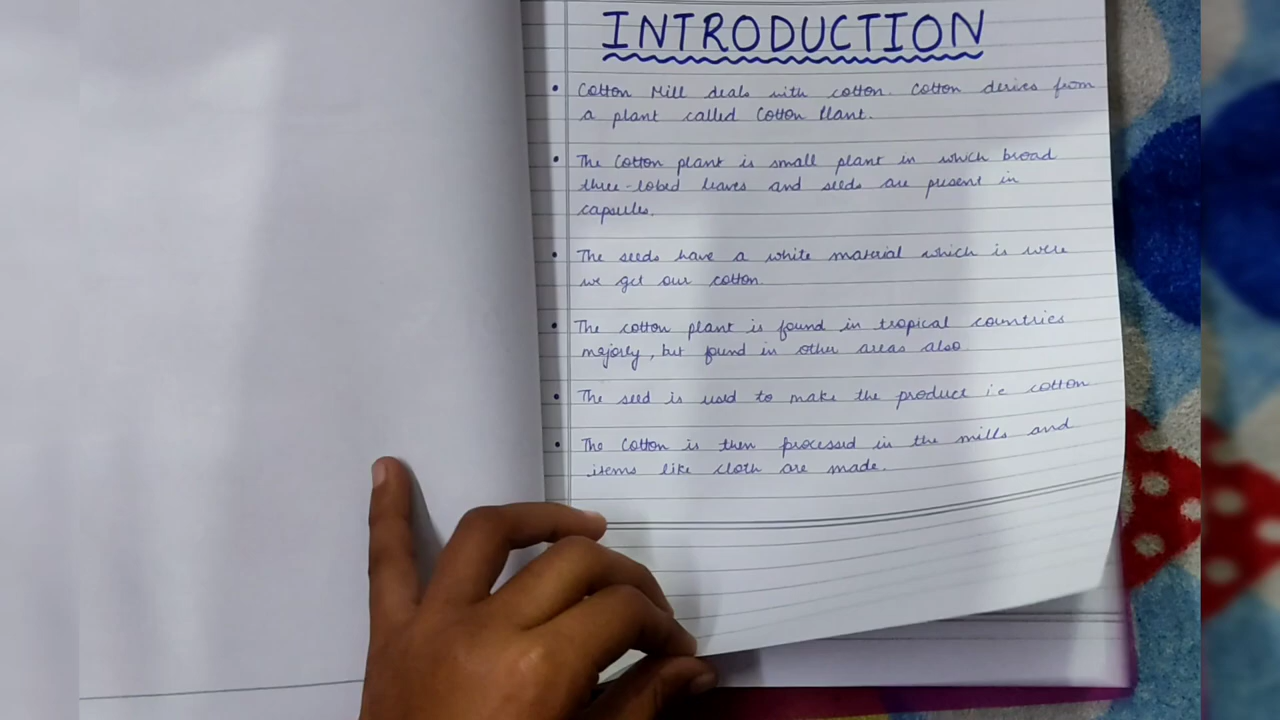 INTRODUCTION
• Cotton Mill deals with cotton. Cotton derives from
a plant called Cotton Plant.
• The Cotton plant is small plant in which broad
three-lobed leaves and seeds are present in
capsules.
• The seeds have a white material which is were
we get our cotton.
• The cotton plant is found in tropical countries
majorly, but found in other areas also.
• The seed is used to make the product i.e cotton
• The Cotton is then processed in the mills and
items like cloth are made.